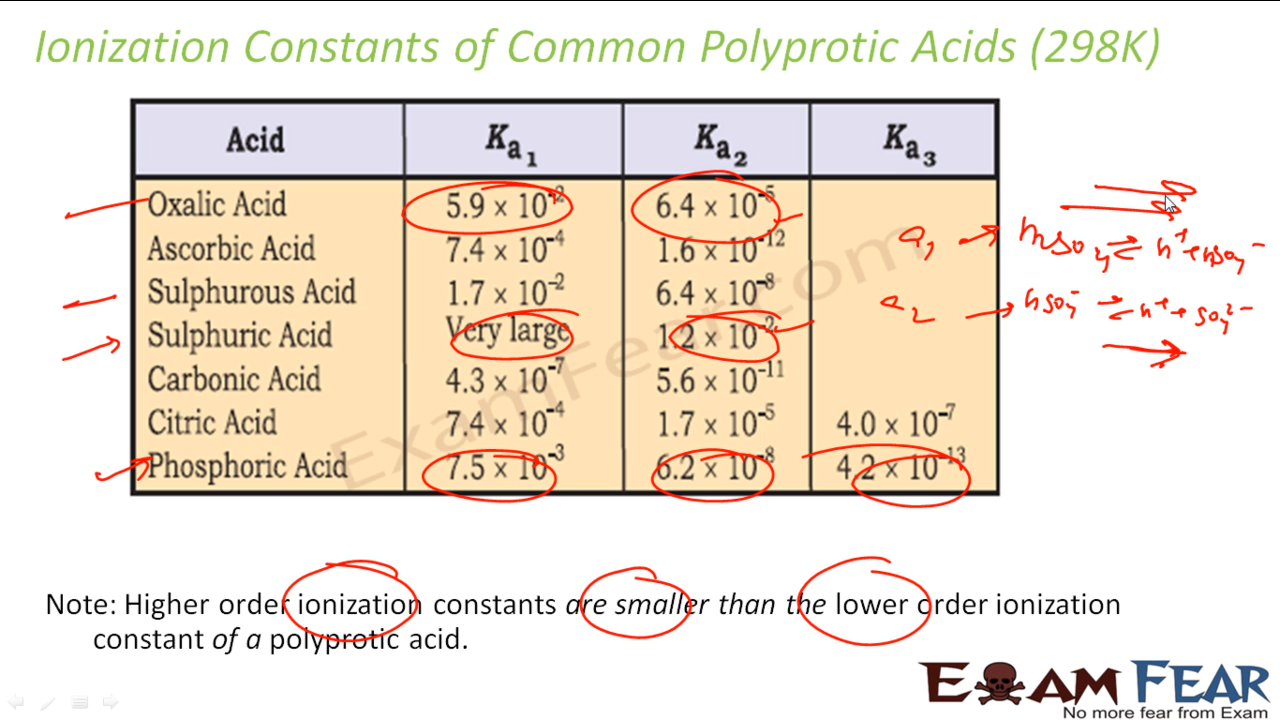 Ionization Constants of Common Polyprotic Acids (298K)
Acid Ka1 Ka2 Ka3
Oxalic Acid 5.9 × 10-2 6.4 × 10-5
Ascorbic Acid 7.4 × 10-4 1.6 × 10-12
Sulphurous Acid 1.7 × 10-2 6.4 × 10-8
Sulphuric Acid Very large 1.2 × 10-2
Carbonic Acid 4.3 × 10-7 5.6 × 10-11
Citric Acid 7.4 × 10-4 1.7 × 10-5 4.0 × 10-7
Phosphoric Acid 7.5 × 10-3 6.2 × 10-8 4.2 × 10-13
a1 → H2SO4 ⇌ H+ + HSO4-
a2 → HSO4- ⇌ H+ + SO42-
ExamFear.com
Note: Higher order ionization constants are smaller than the lower order ionization
constant of a polyprotic acid.
EXAM FEAR
No more fear from Exam